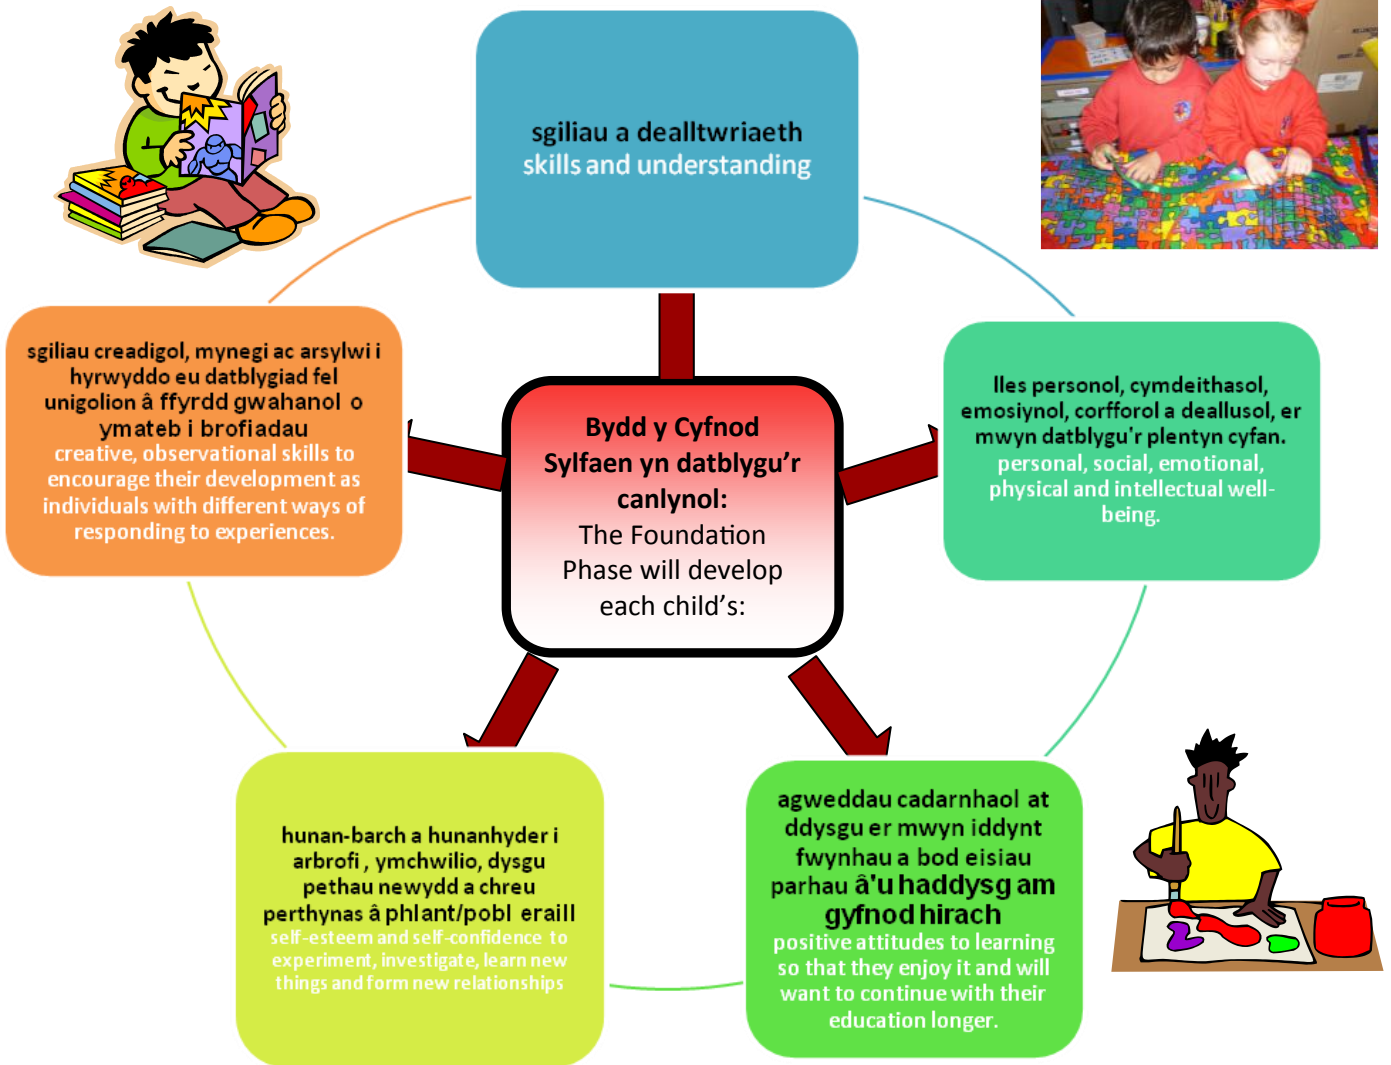 sgiliau a dealltwriaeth
skills and understanding
sgiliau creadigol, mynegi ac arsylwi i
hyrwyddo eu datblygiad fel
unigolion â ffyrdd gwahanol o
ymateb i brofiadau
creative, observational skills to
encourage their development as
individuals with different ways of
responding to experiences.
Bydd y Cyfnod
Sylfaen yn datblygu’r
canlynol:
The Foundation
Phase will develop
each child’s:
lles personol, cymdeithasol,
emosiynol, corfforol a deallusol, er
mwyn datblygu'r plentyn cyfan.
personal, social, emotional,
physical and intellectual well-
being.
hunan-barch a hunanhyder i
arbrofi , ymchwilio, dysgu
pethau newydd a chreu
perthynas â phlant/pobl eraill
self-esteem and self-confidence to
experiment, investigate, learn new
things and form new relationships
agweddau cadarnhaol at
ddysgu er mwyn iddynt
fwynhau a bod eisiau
parhau â'u haddysg am
gyfnod hirach
positive attitudes to learning
so that they enjoy it and will
want to continue with their
education longer.